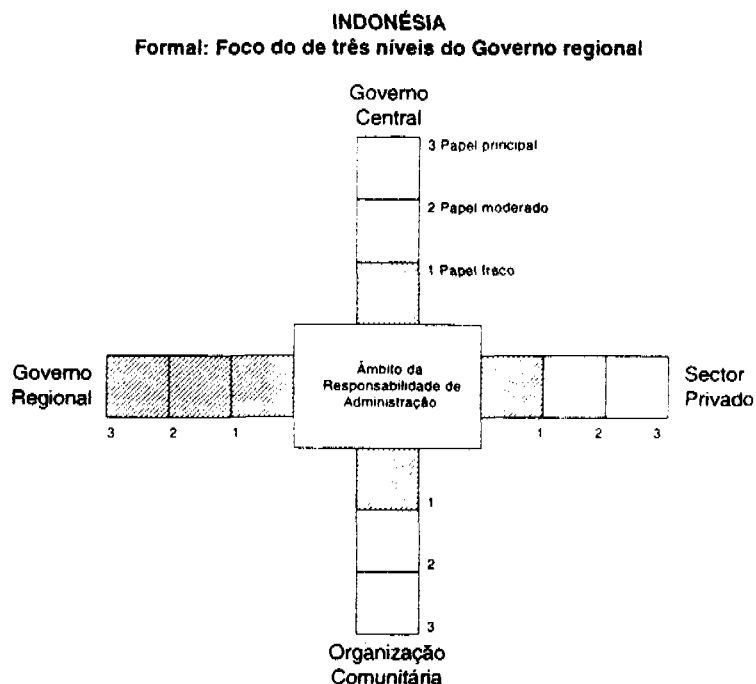 INDONÉSIA
Formal: Foco do de três níveis do Governo regional
Governo
Central
3 Papel principal
2 Papel moderado
1 Papel fraco
Governo
Regional
Âmbito da
Responsabilidade de
Administração
Sector
Privado
3 2 1
1 2 3
1
2
3
Organização
Comunitária